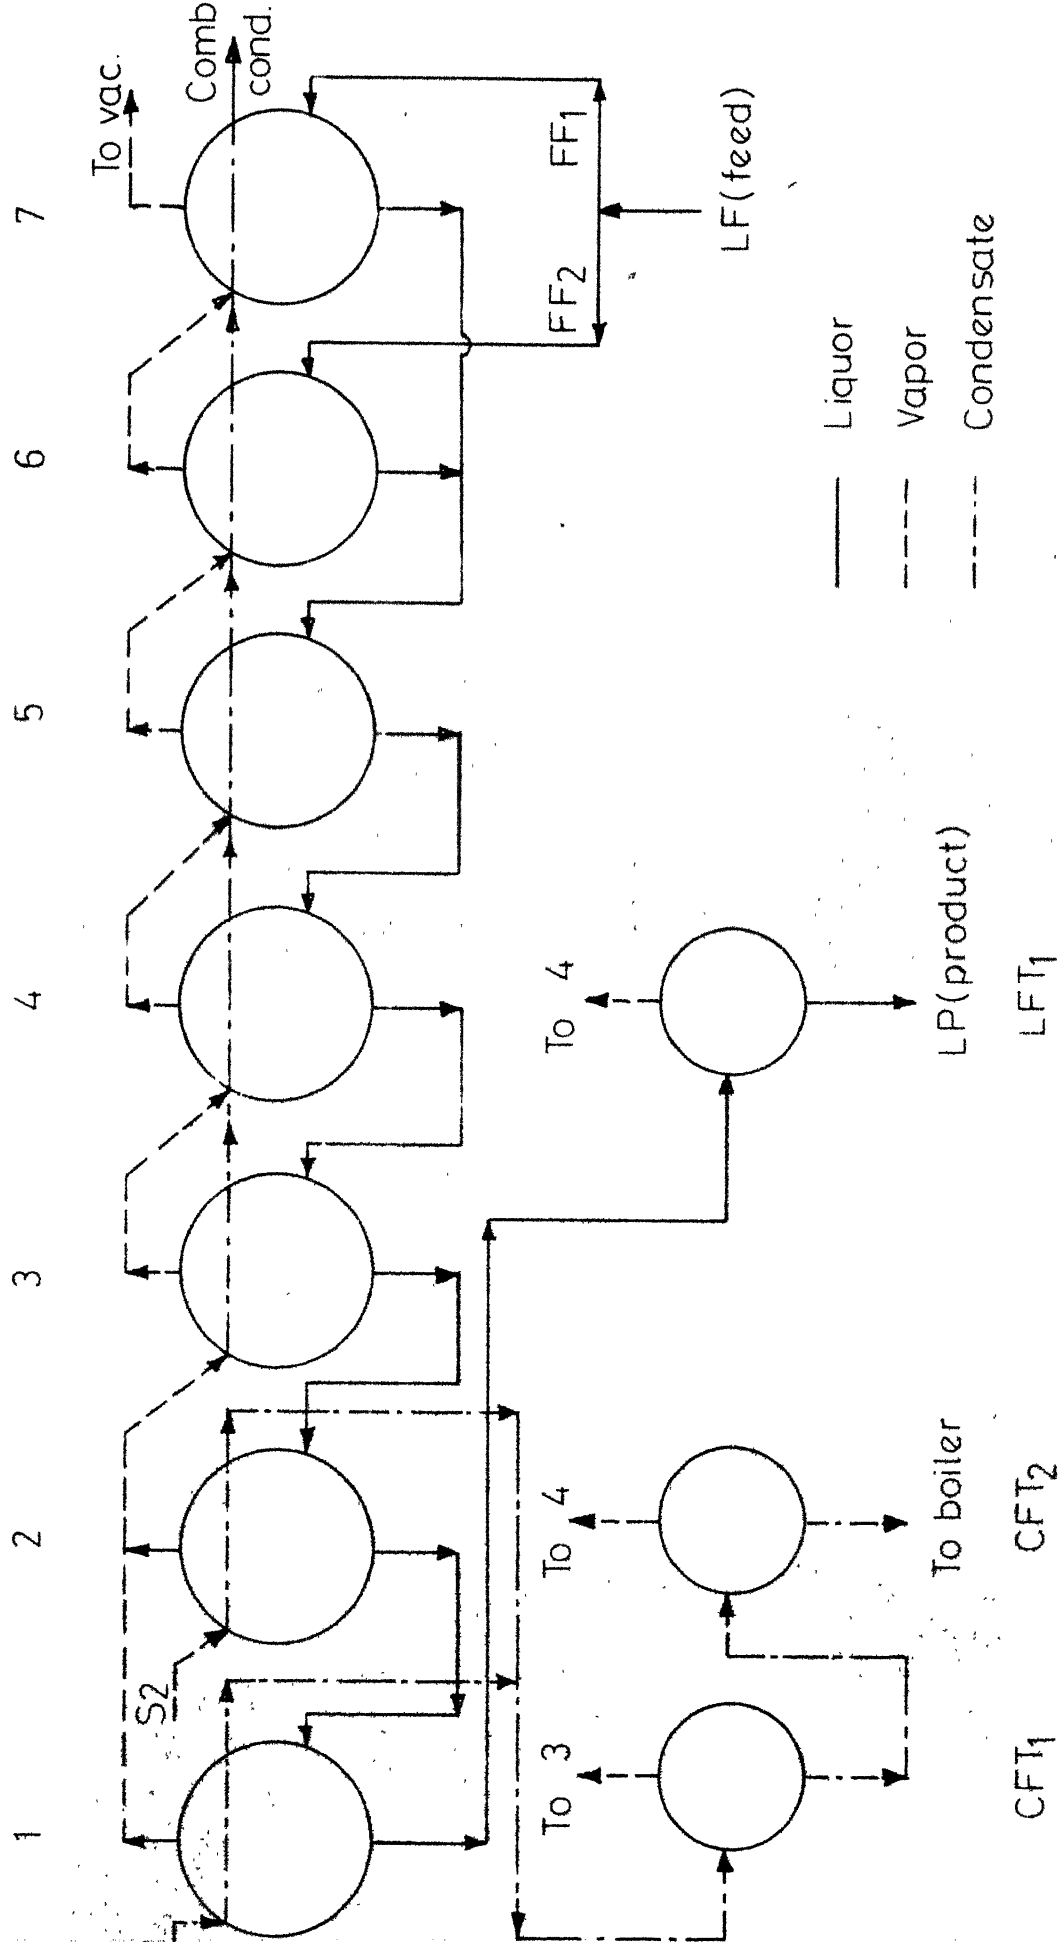 1 2 3 4 5 6 7
To vac.
Comb
cond.
S2
To 3
To 4
To 4
FF2 FF1
LF(feed)
To boiler
LP(product)
CFT1
CFT2
LFT1
Liquor
Vapor
Condensate